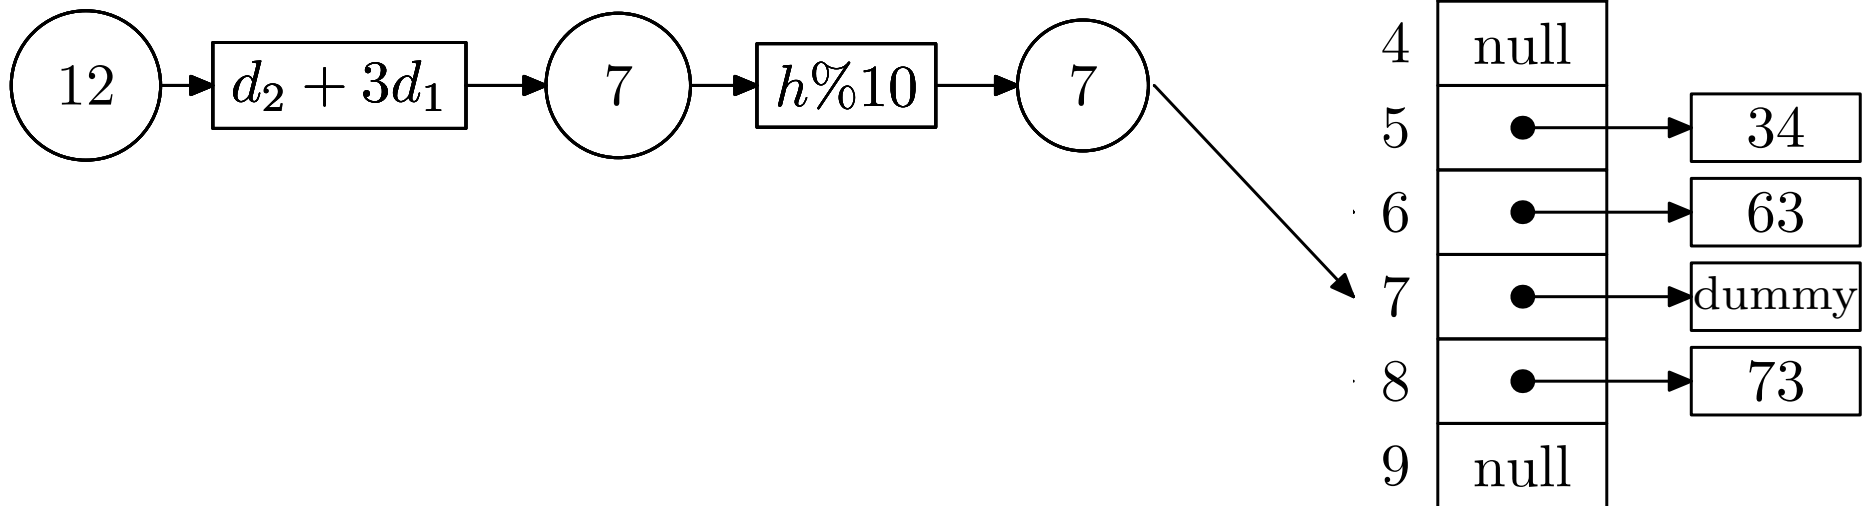 12 d₂ + 3d₁ 7 h%10 7
4 null
5 34
6 63
7 dummy
8 73
9 null